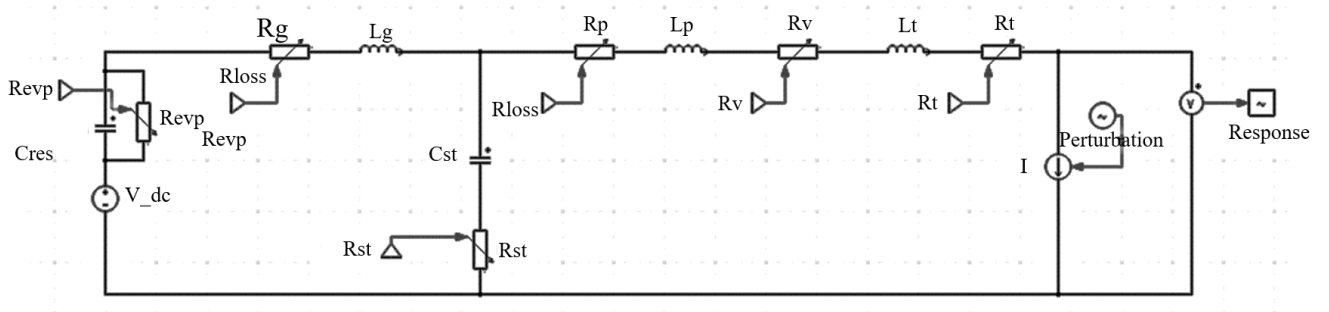 Rg
Lg
Rp
Lp
Rv
Lt
Rt
Rloss
Revp
Rloss
Rv
Rt
Revp
Revp
Perturbation
Response
Cres
Cst
I
V_dc
Rst
Rst
V